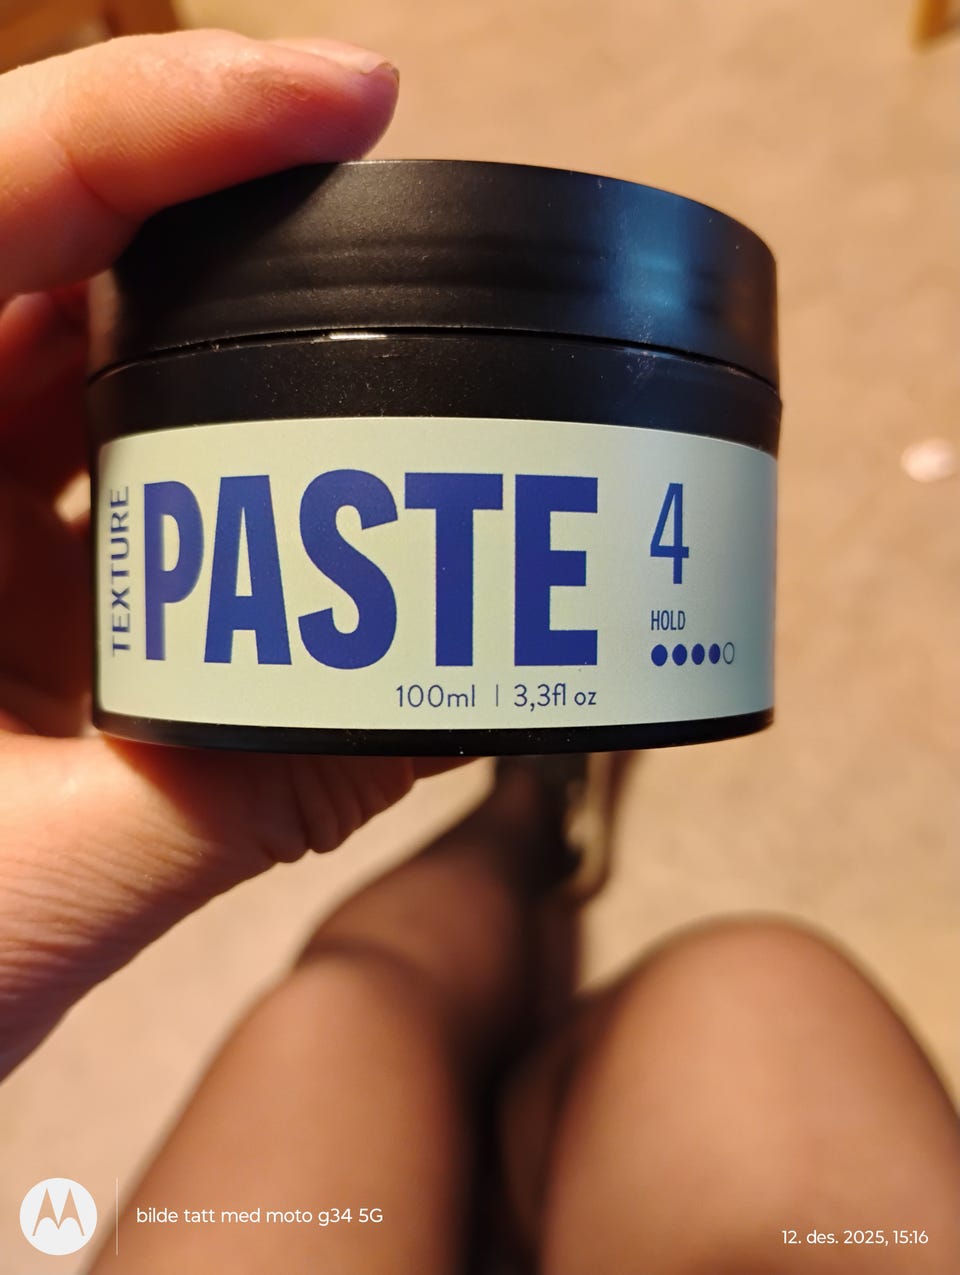 TEXTURE
PASTE
4
HOLD
100ml | 3,3fl oz
bilde tatt med moto g34 5G
12. des. 2025, 15:16